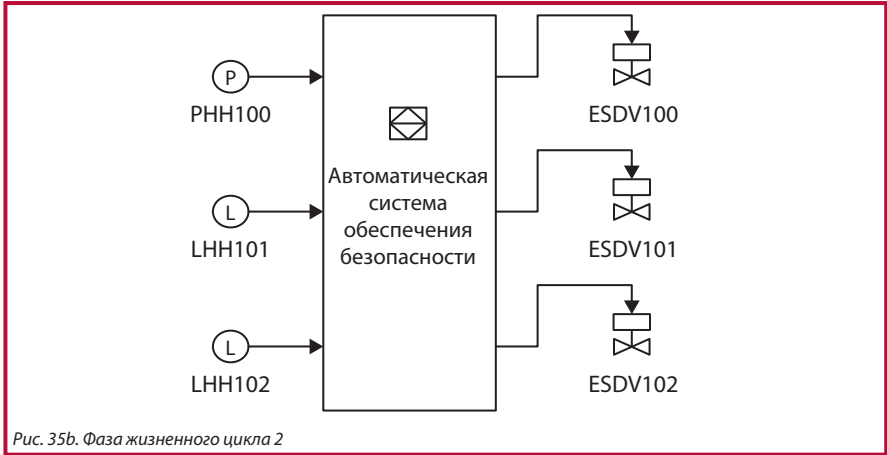 P
PHH100
ESDV100
Автоматическая
система
обеспечения
безопасности
L
LHH101
ESDV101
L
LHH102
ESDV102
Рис. 35b. Фаза жизненного цикла 2